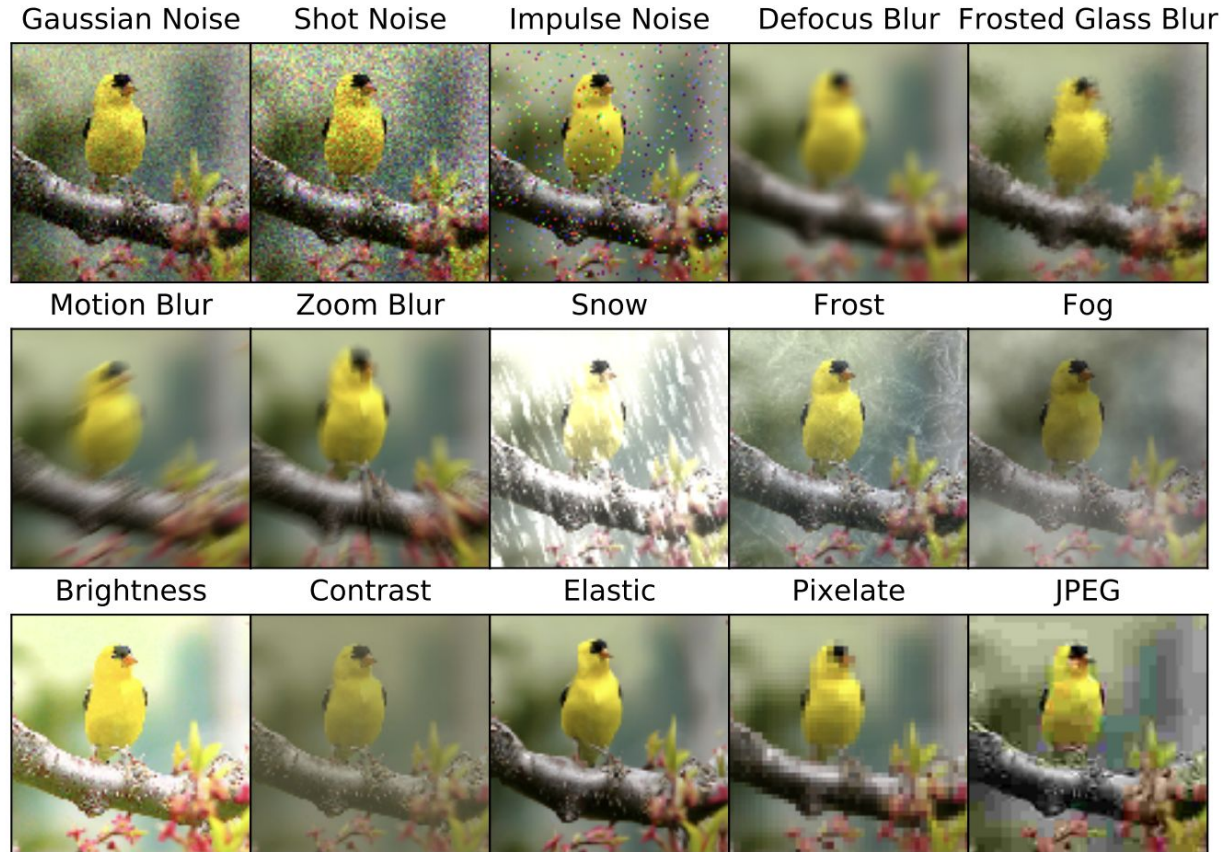 Gaussian Noise Shot Noise Impulse Noise Defocus Blur Frosted Glass Blur
Motion Blur Zoom Blur Snow Frost Fog
Brightness Contrast Elastic Pixelate JPEG